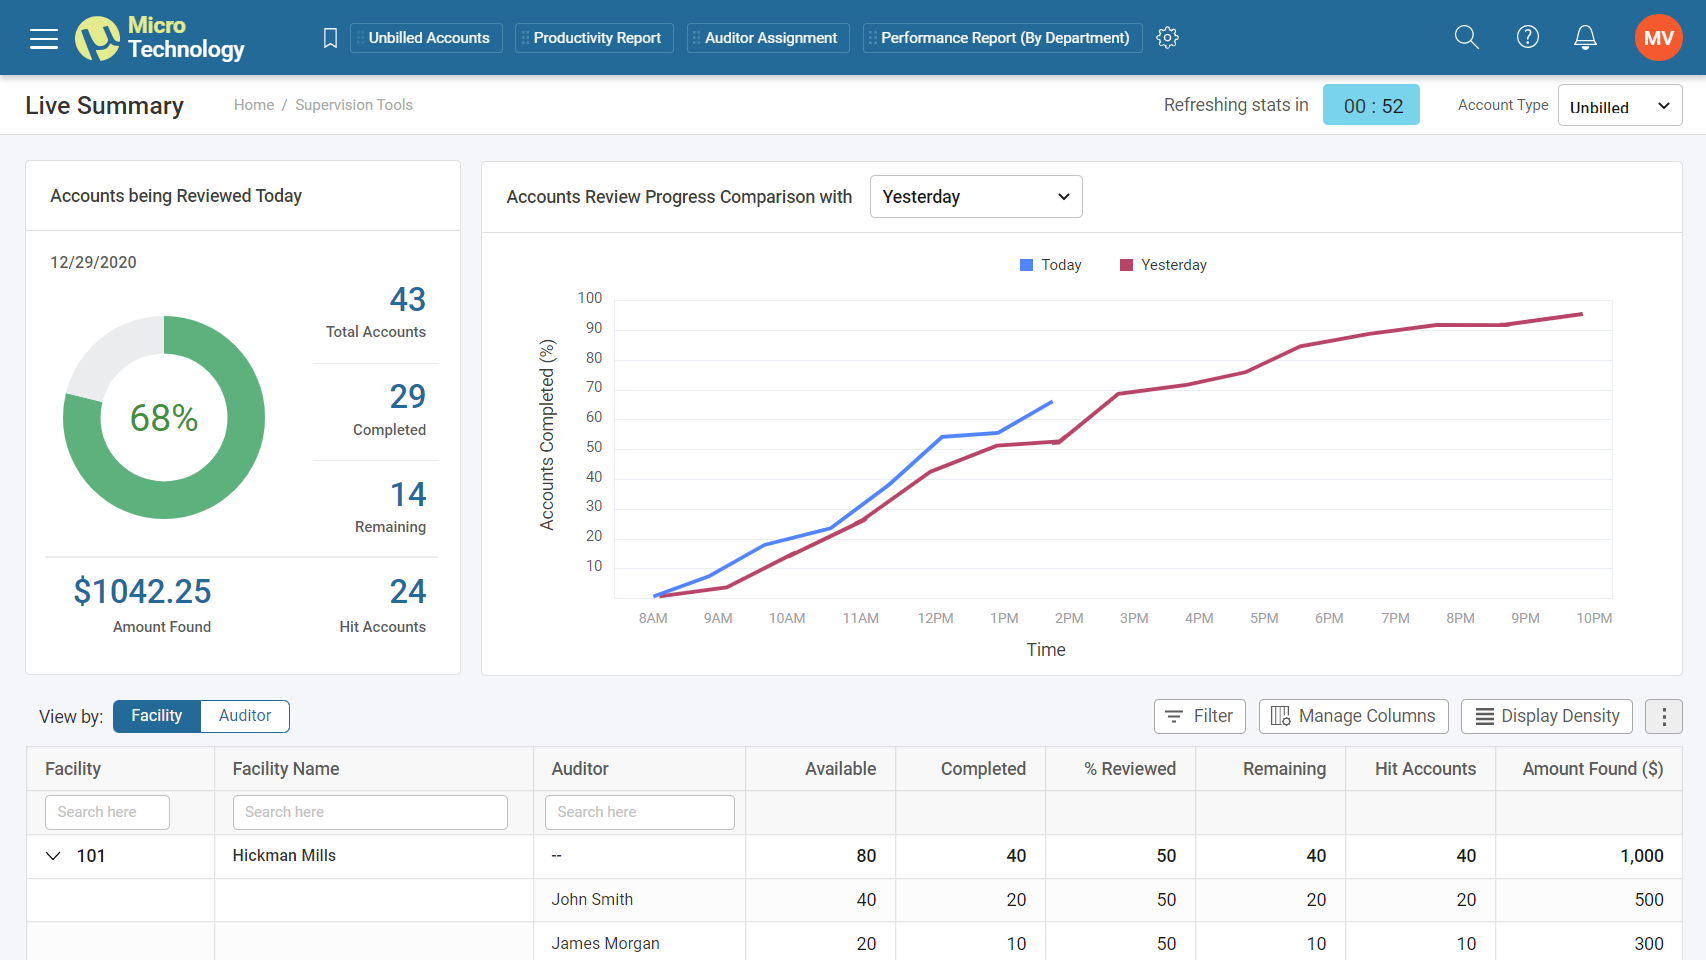 Micro
Technology
Unbilled Accounts
Productivity Report
Auditor Assignment
Performance Report (By Department)
MV
Live Summary
Home / Supervision Tools
Refreshing stats in
00 : 52
Account Type
Unbilled
Accounts being Reviewed Today
12/29/2020
43
Total Accounts
68%
29
Completed
14
Remaining
$1042.25
Amount Found
24
Hit Accounts
Accounts Review Progress Comparison with
Yesterday
Today
Yesterday
Accounts Completed (%)
100
90
80
70
60
50
40
30
20
10
8AM 9AM 10AM 11AM 12PM 1PM 2PM 3PM 4PM 5PM 6PM 7PM 8PM 9PM 10PM
Time
View by:
Facility
Auditor
Filter
Manage Columns
Display Density
Facility Facility Name Auditor Available Completed % Reviewed Remaining Hit Accounts Amount Found ($)
Search here Search here Search here
101 Hickman Mills -- 80 40 50 40 40 1,000
John Smith 40 20 50 20 20 500
James Morgan 20 10 50 10 10 300